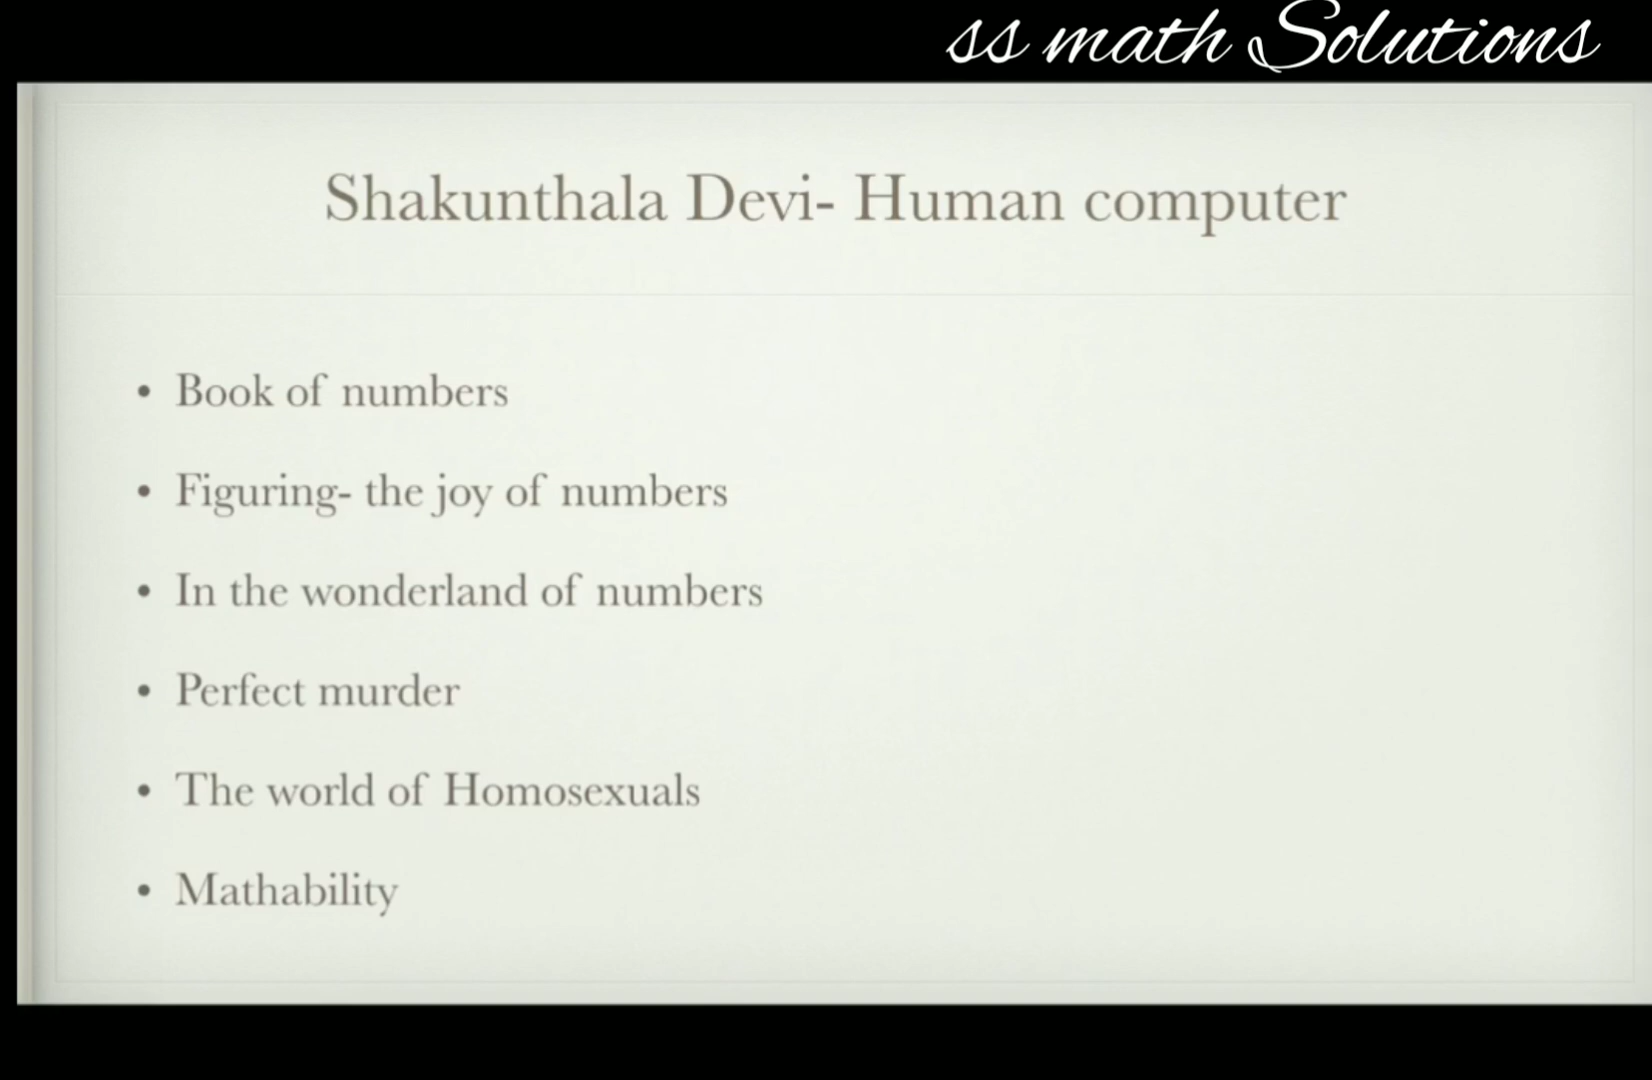 ss math Solutions
Shakunthala Devi- Human computer
• Book of numbers
• Figuring- the joy of numbers
• In the wonderland of numbers
• Perfect murder
• The world of Homosexuals
• Mathability